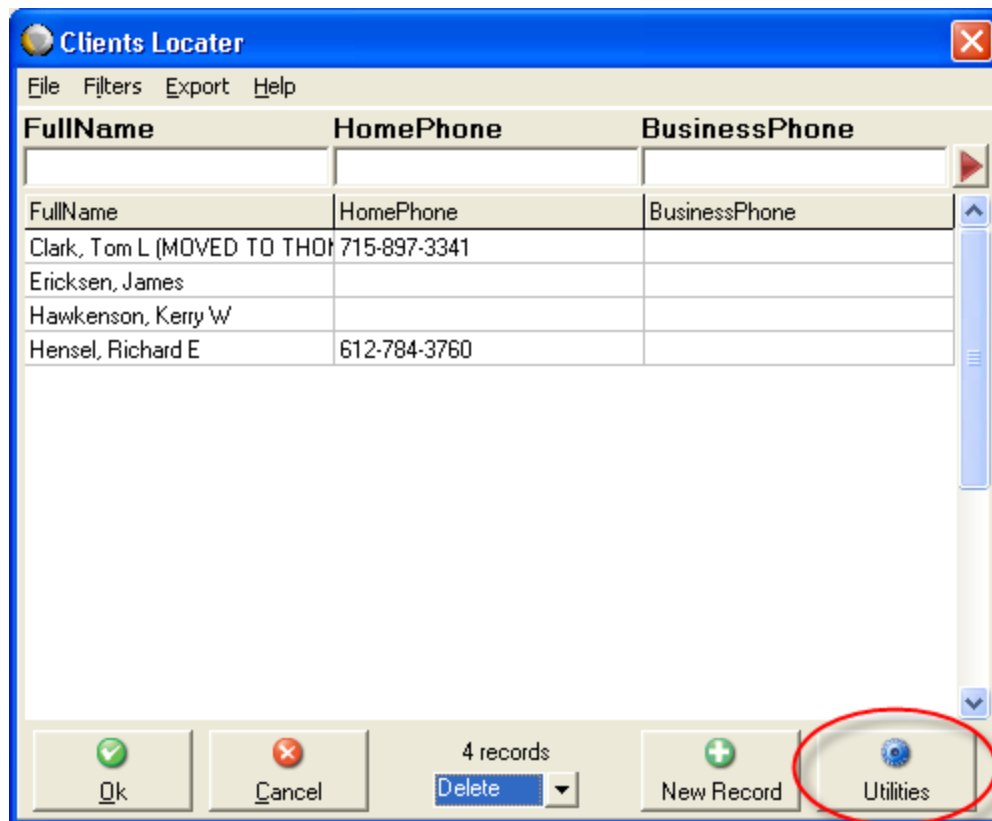 Clients Locater
File Filters Export Help
FullName HomePhone BusinessPhone
FullName HomePhone BusinessPhone
Clark, Tom L (MOVED TO THO 715-897-3341
Ericksen, James
Hawkenson, Kerry W
Hensel, Richard E 612-784-3760
4 records
Ok Cancel Delete New Record Utilities